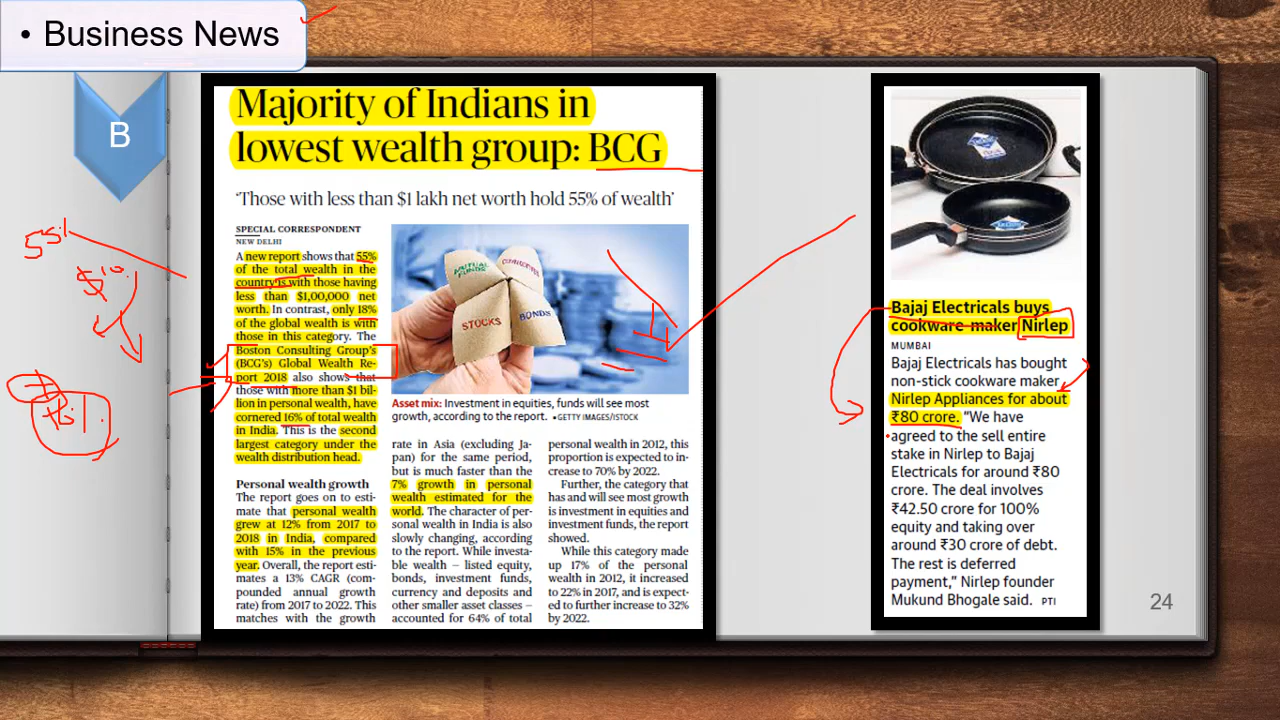 • Business News
B
Majority of Indians in
lowest wealth group: BCG
‘Those with less than $1 lakh net worth hold 55% of wealth’
SPECIAL CORRESPONDENT
NEW DELHI
A new report shows that 55%
of the total wealth in the
country is with those having
less than $1,00,000 net
worth. In contrast, only 18%
of the global wealth is with
those in this category. The
Boston Consulting Group’s
(BCG’s) Global Wealth Re-
port 2018 also shows that
those with more than $1 bil-
lion in personal wealth, have
cornered 16% of total wealth
in India. This is the second
largest category under the
wealth distribution head.
Personal wealth growth
The report goes on to esti-
mate that personal wealth
grew at 12% from 2017 to
2018 in India, compared
with 15% in the previous
year. Overall, the report esti-
mates a 13% CAGR (com-
pounded annual growth
rate) from 2017 to 2022. This
matches with the growth
MUTUAL
FUNDS
STOCKS
BONDS
Asset mix: Investment in equities, funds will see most
growth, according to the report. •GETTY IMAGES/ISTOCK
rate in Asia (excluding Ja-
pan) for the same period,
but is much faster than the
7% growth in personal
wealth estimated for the
world. The character of per-
sonal wealth in India is also
slowly changing, according
to the report. While investa-
ble wealth – listed equity,
bonds, investment funds,
currency and deposits and
other smaller asset classes –
accounted for 64% of total
personal wealth in 2012, this
proportion is expected to in-
crease to 70% by 2022.
Further, the category that
has and will see most growth
is investment in equities and
investment funds, the report
showed.
While this category made
up 17% of the personal
wealth in 2012, it increased
to 22% in 2017, and is expect-
ed to further increase to 32%
by 2022.
Bajaj Electricals buys
cookware maker Nirlep
MUMBAI
Bajaj Electricals has bought
non-stick cookware maker
Nirlep Appliances for about
₹80 crore. “We have
agreed to the sell entire
stake in Nirlep to Bajaj
Electricals for around ₹80
crore. The deal involves
₹42.50 crore for 100%
equity and taking over
around ₹30 crore of debt.
The rest is deferred
payment,” Nirlep founder
Mukund Bhogale said. PTI
24
55%